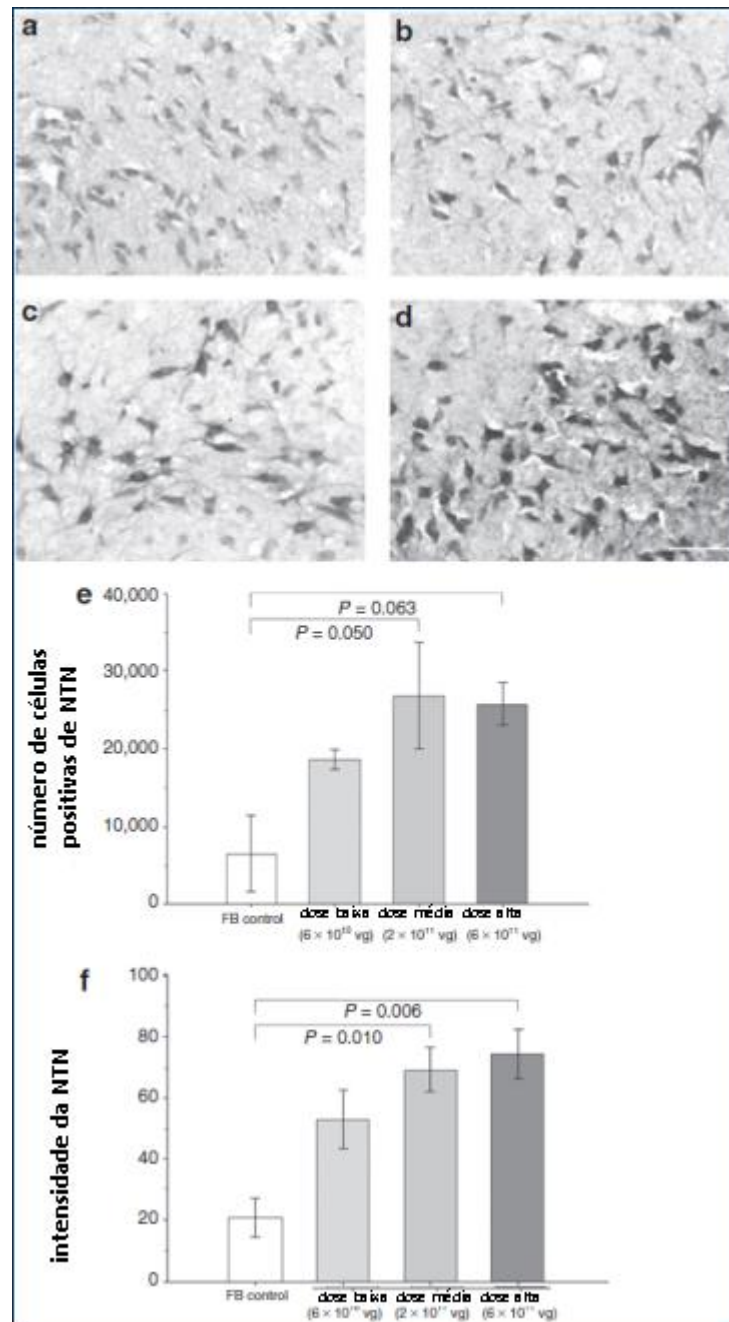 a
b
c
d
e
40,000
30,000
20,000
10,000
0
P = 0.063
P = 0.050
número de células
positivas de NTN
FB control
dose baixa
(6 × 10¹⁰ vg)
dose média
(2 × 10¹¹ vg)
dose alta
(6 × 10¹¹ vg)
f
100
80
60
40
20
0
P = 0.006
P = 0.010
intensidade da NTN
FB control
dose baixa
(6 × 10¹⁰ vg)
dose média
(2 × 10¹¹ vg)
dose alta
(6 × 10¹¹ vg)